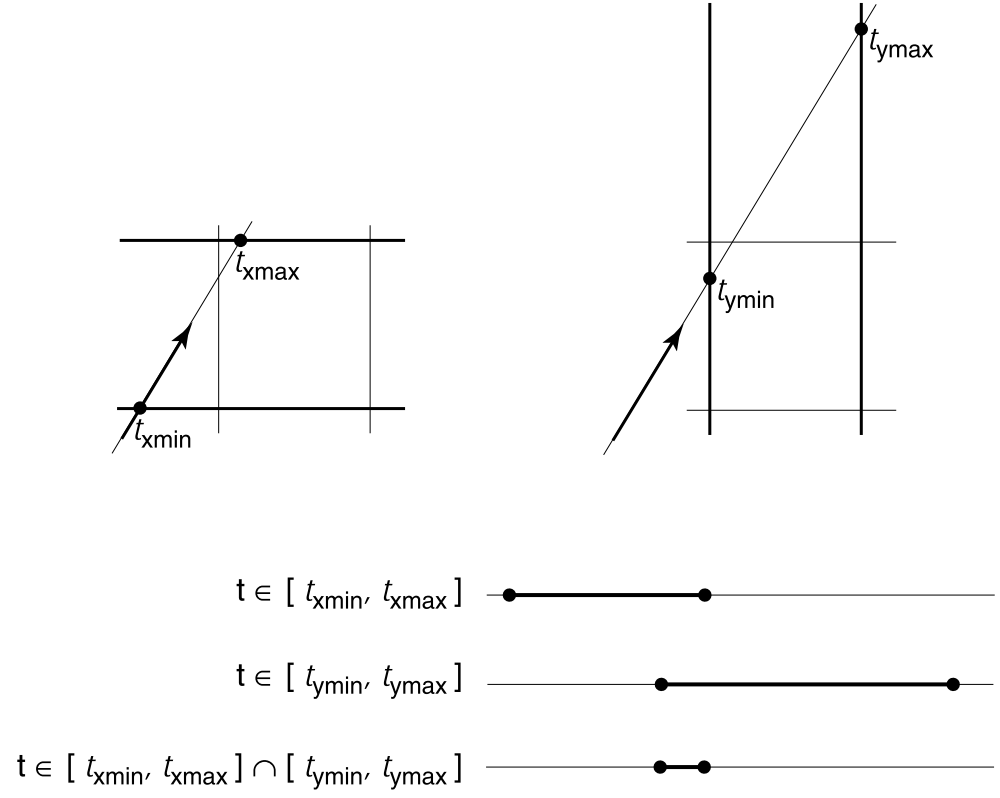 t_ymax
t_xmax
t_ymin
t_xmin
t ∈ [ t_xmin, t_xmax ]
t ∈ [ t_ymin, t_ymax ]
t ∈ [ t_xmin, t_xmax ] ∩ [ t_ymin, t_ymax ]